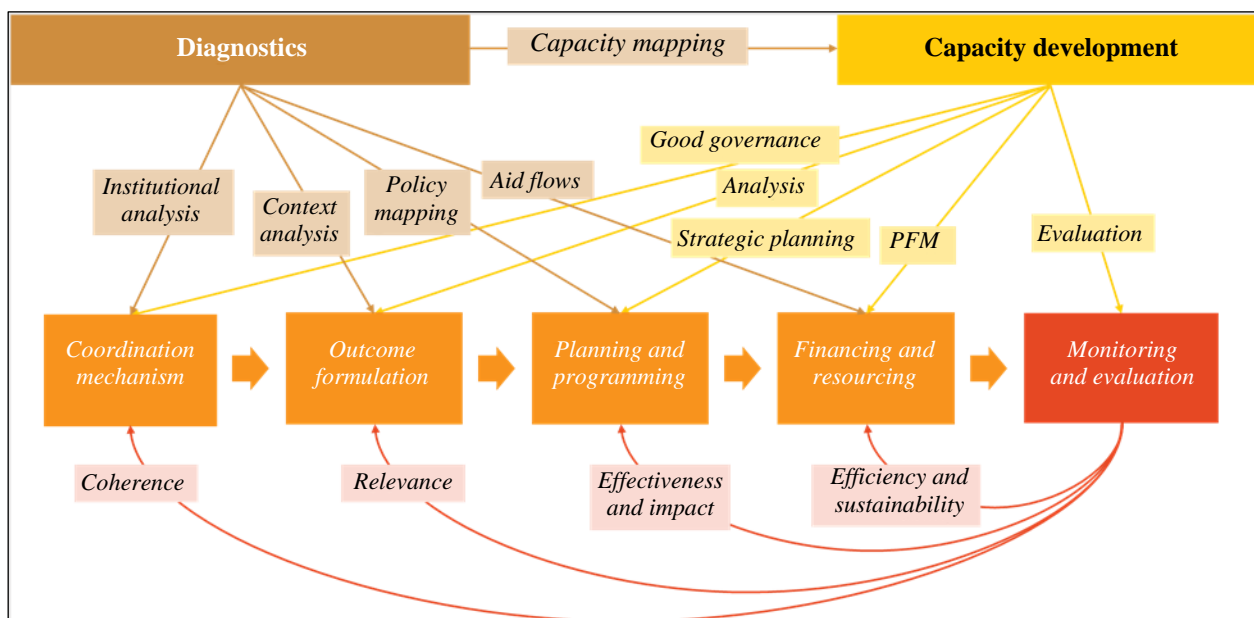 Diagnostics
Capacity mapping
Capacity development
Good governance
Institutional
analysis
Context
analysis
Policy
mapping
Aid flows
Analysis
Strategic planning
PFM
Evaluation
Coordination
mechanism
Outcome
formulation
Planning and
programming
Financing and
resourcing
Monitoring
and evaluation
Coherence
Relevance
Effectiveness
and impact
Efficiency and
sustainability